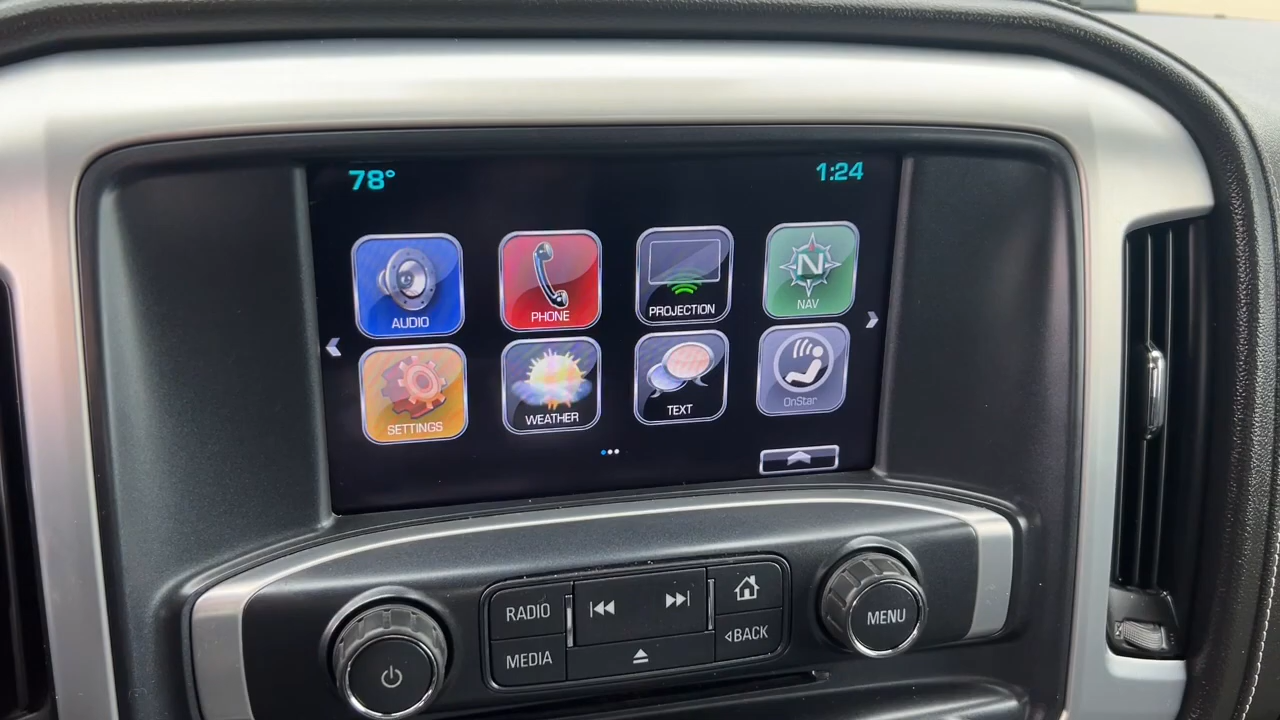 78°
1:24
AUDIO
PHONE
PROJECTION
N
NAV
SETTINGS
WEATHER
TEXT
OnStar
RADIO
MEDIA
BACK
MENU